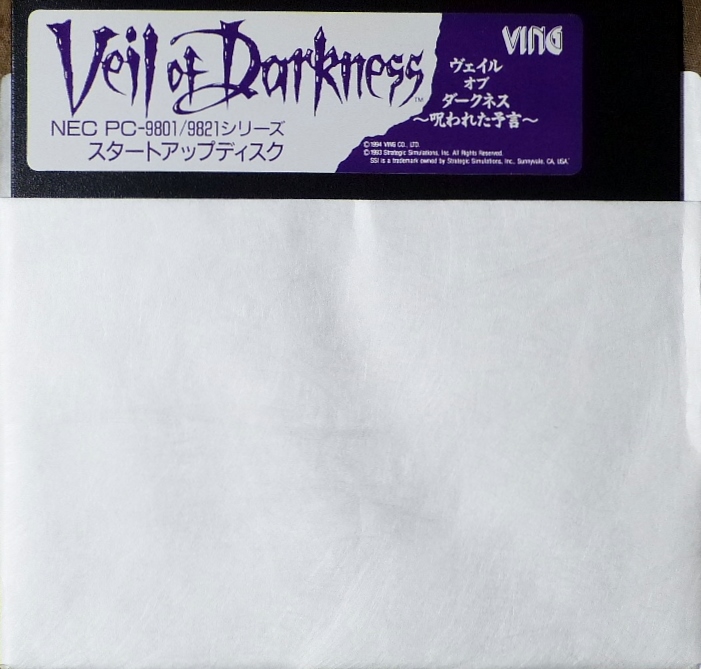 Veil of Darkness™
NEC PC-9801/9821シリーズ
スタートアップディスク
VING
ヴェイル
オブ
ダークネス
〜呪われた予言〜
©1994 VING CO., LTD.
©1993 Strategic Simulations, Inc. All Rights Reserved.
SSI is a trademark owned by Strategic Simulations, Inc., Sunnyvale, CA, USA.